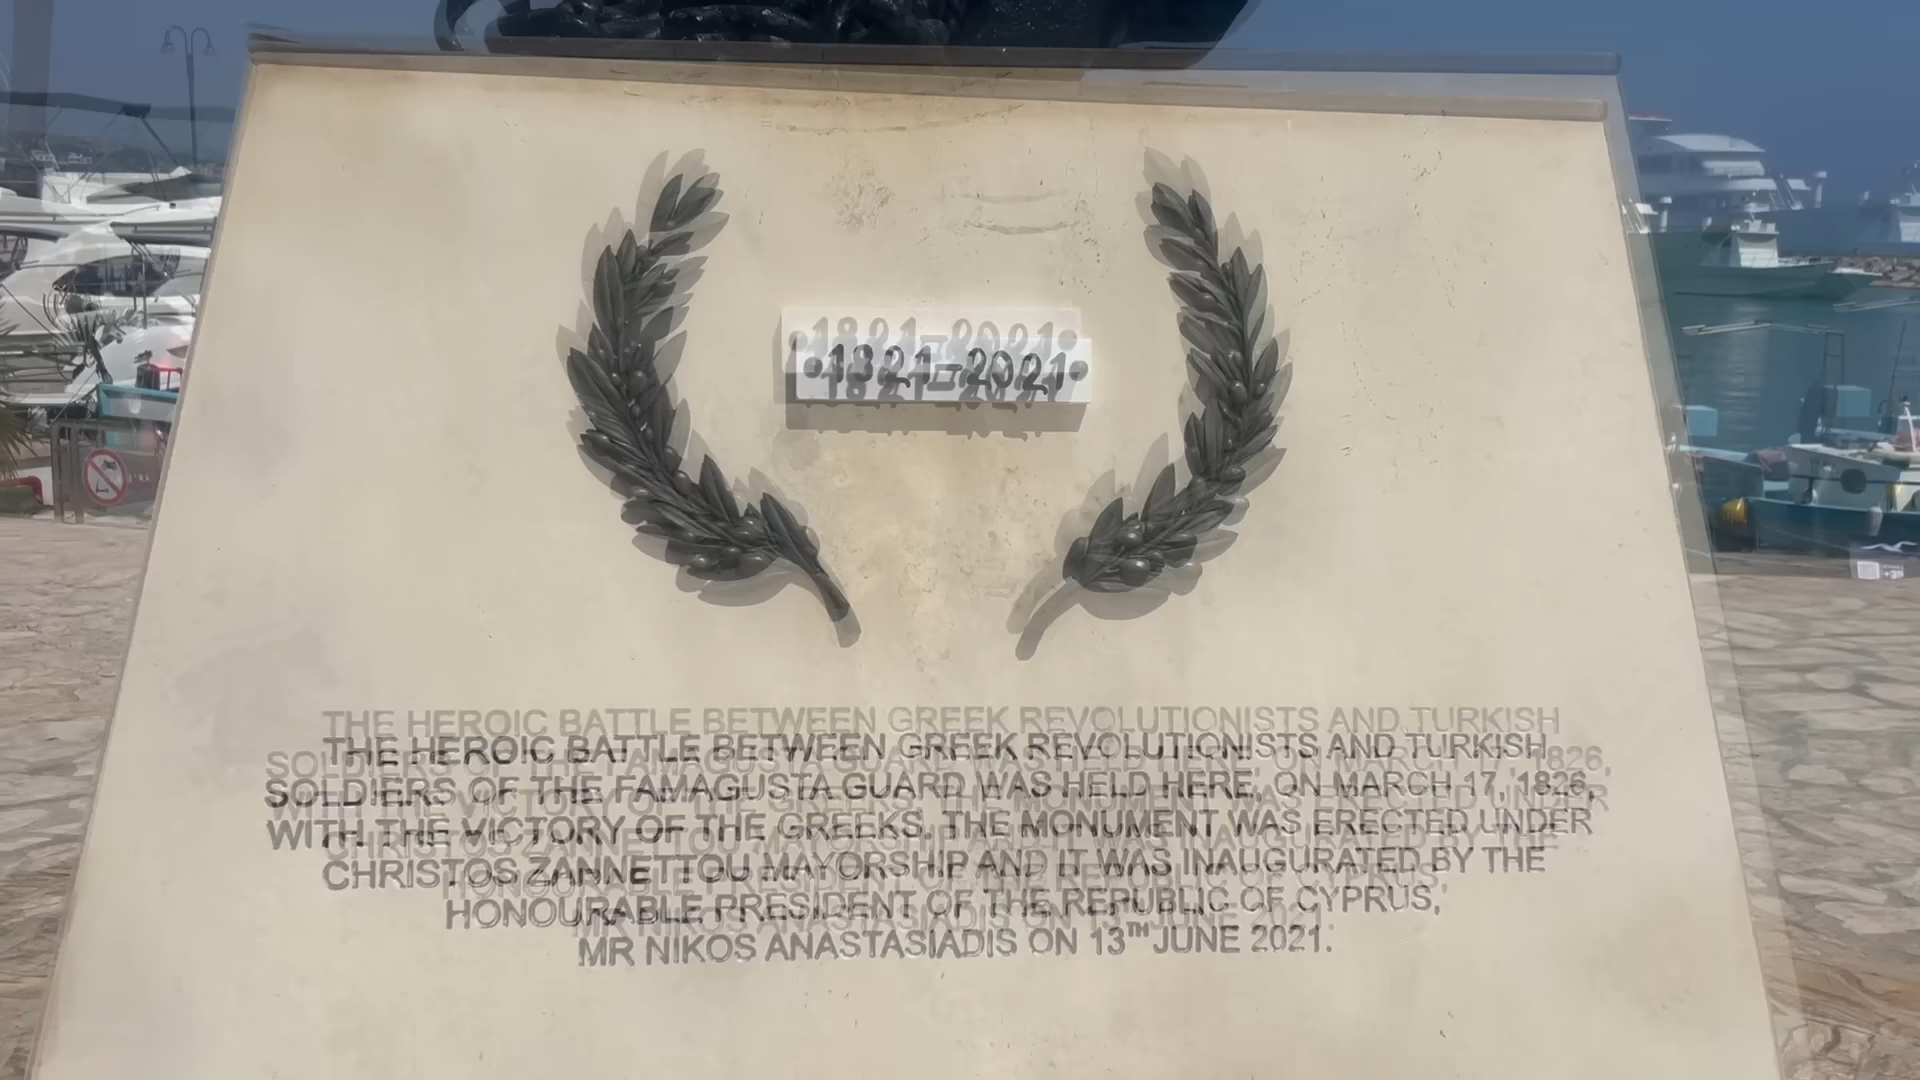 •1821-2021•
THE HEROIC BATTLE BETWEEN GREEK REVOLUTIONISTS AND TURKISH
SOLDIERS OF THE FAMAGUSTA GUARD WAS HELD HERE, ON MARCH 17, 1826,
WITH THE VICTORY OF THE GREEKS. THE MONUMENT WAS ERECTED UNDER
CHRISTOS ZANNETTOU MAYORSHIP AND IT WAS INAUGURATED BY THE
HONOURABLE PRESIDENT OF THE REPUBLIC OF CYPRUS,
MR NIKOS ANASTASIADIS ON 13TH JUNE 2021.